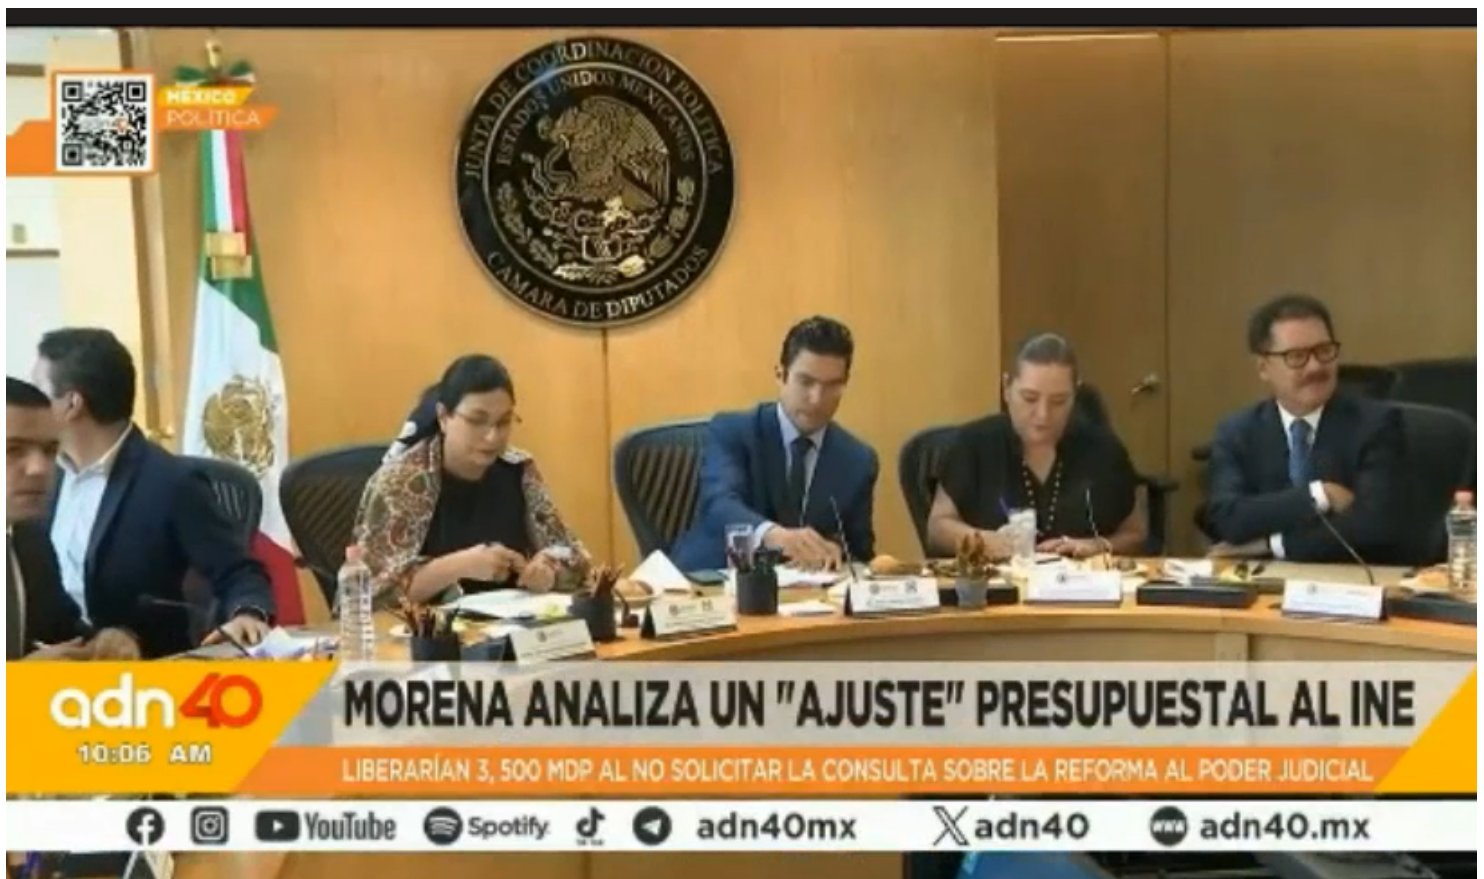 MÉXICO
POLÍTICA
JUNTA DE COORDINACIÓN POLÍTICA
ESTADOS UNIDOS MEXICANOS
CÁMARA DE DIPUTADOS
adn40
10:06 AM
MORENA ANALIZA UN "AJUSTE" PRESUPUESTAL AL INE
LIBERARÍAN 3, 500 MDP AL NO SOLICITAR LA CONSULTA SOBRE LA REFORMA AL PODER JUDICIAL
YouTube Spotify adn40mx adn40 adn40.mx